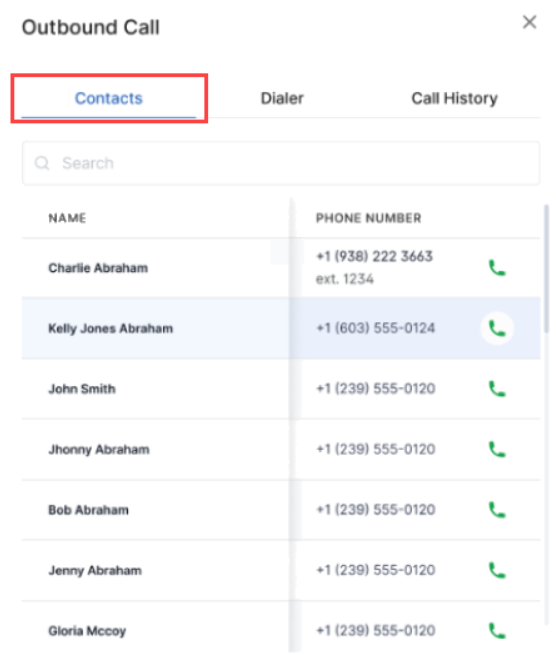 Outbound Call
Contacts Dialer Call History
Search
NAME PHONE NUMBER
Charlie Abraham +1 (938) 222 3663
ext. 1234
Kelly Jones Abraham +1 (603) 555-0124
John Smith +1 (239) 555-0120
Jhonny Abraham +1 (239) 555-0120
Bob Abraham +1 (239) 555-0120
Jenny Abraham +1 (239) 555-0120
Gloria Mccoy +1 (239) 555-0120